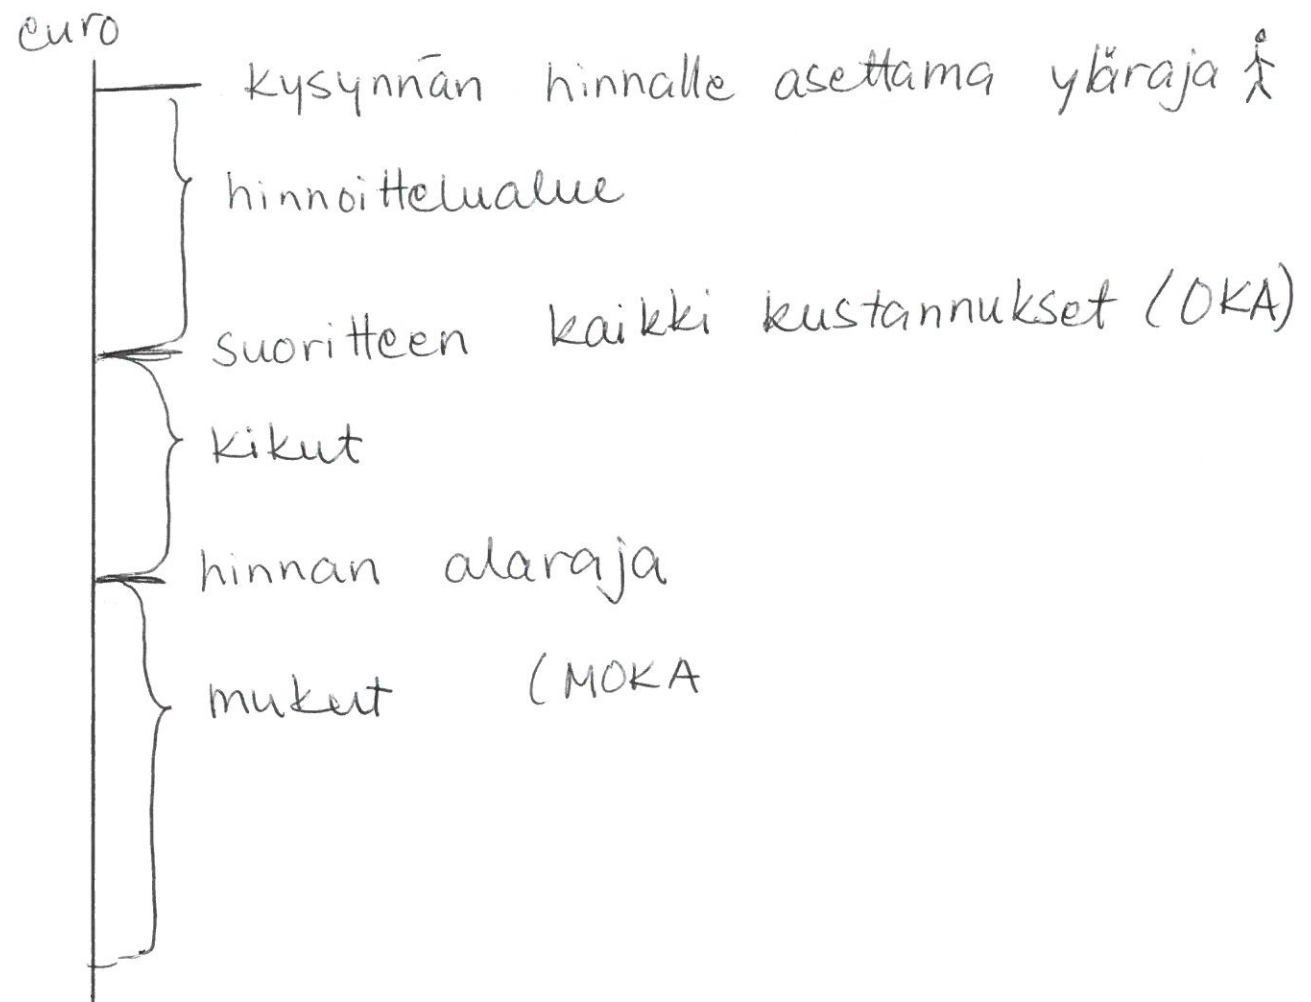 euro
kysynnän hinnalle asettama yläraja
hinnoittelualue
suoritteen kaikki kustannukset (OKA)
kikut
hinnan alaraja
mukut (MOKA